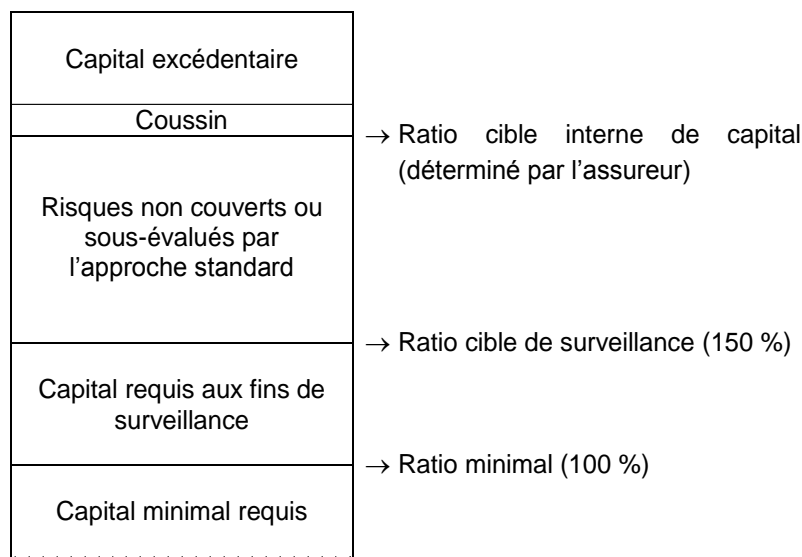 Capital excédentaire
Coussin
→ Ratio cible interne de capital
(déterminé par l'assureur)
Risques non couverts ou
sous-évalués par
l'approche standard
→ Ratio cible de surveillance (150 %)
Capital requis aux fins de
surveillance
→ Ratio minimal (100 %)
Capital minimal requis